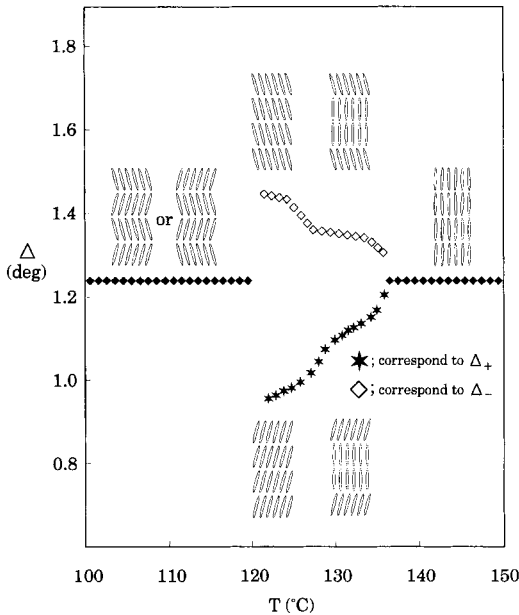 1.8
1.6
1.4
1.2
1.0
0.8
Δ
(deg)
or
✶ ; correspond to Δ₊
◇ ; correspond to Δ₋
100 110 120 130 140 150
T (°C)